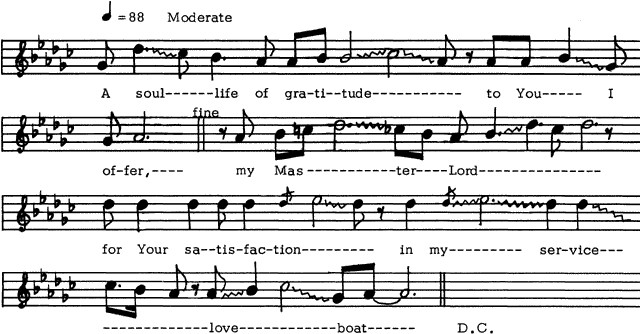 ♩ = 88 Moderate
A soul------life of gra-ti--tude------------ to You----- I
fine
of-fer,---- my Mas ------------ter----Lord----------------
for Your sa--tis-fac-tion---------- in my---------- ser-vice---
------------love--------------boat------ D.C.